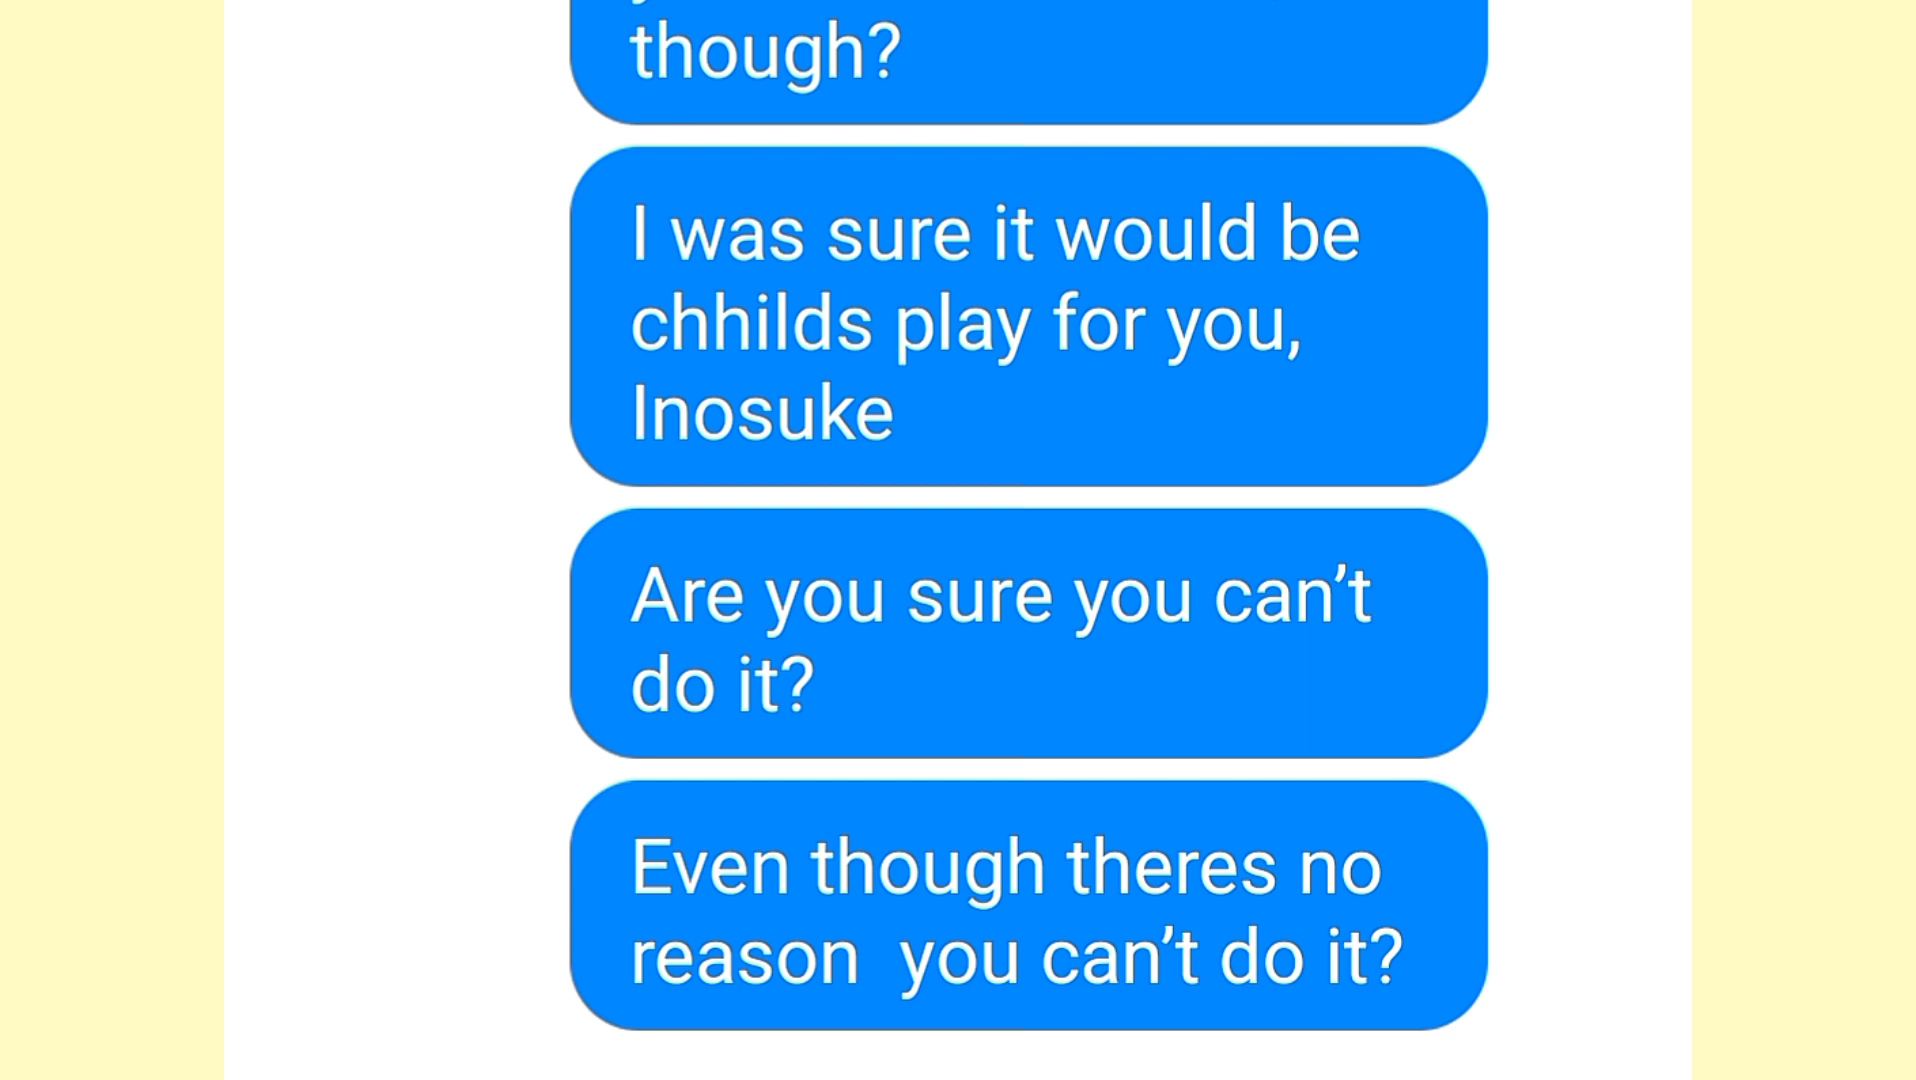 though?
I was sure it would be
chhilds play for you,
Inosuke
Are you sure you can’t
do it?
Even though theres no
reason  you can’t do it?